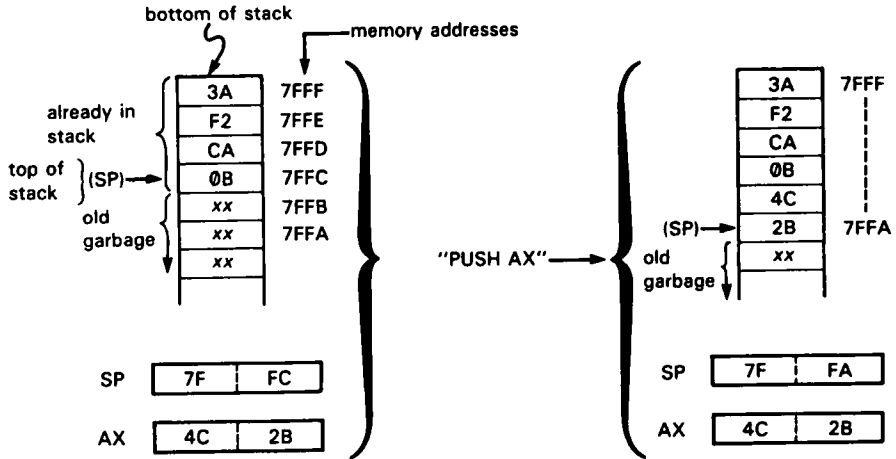 bottom of stack
memory addresses
already in
stack
top of
stack
(SP)
old
garbage
3A 7FFF
F2 7FFE
CA 7FFD
0B 7FFC
xx 7FFB
xx 7FFA
xx
SP 7F FC
AX 4C 2B
"PUSH AX"
3A 7FFF
F2
CA
0B
4C
(SP) 2B 7FFA
old
garbage
xx
SP 7F FA
AX 4C 2B